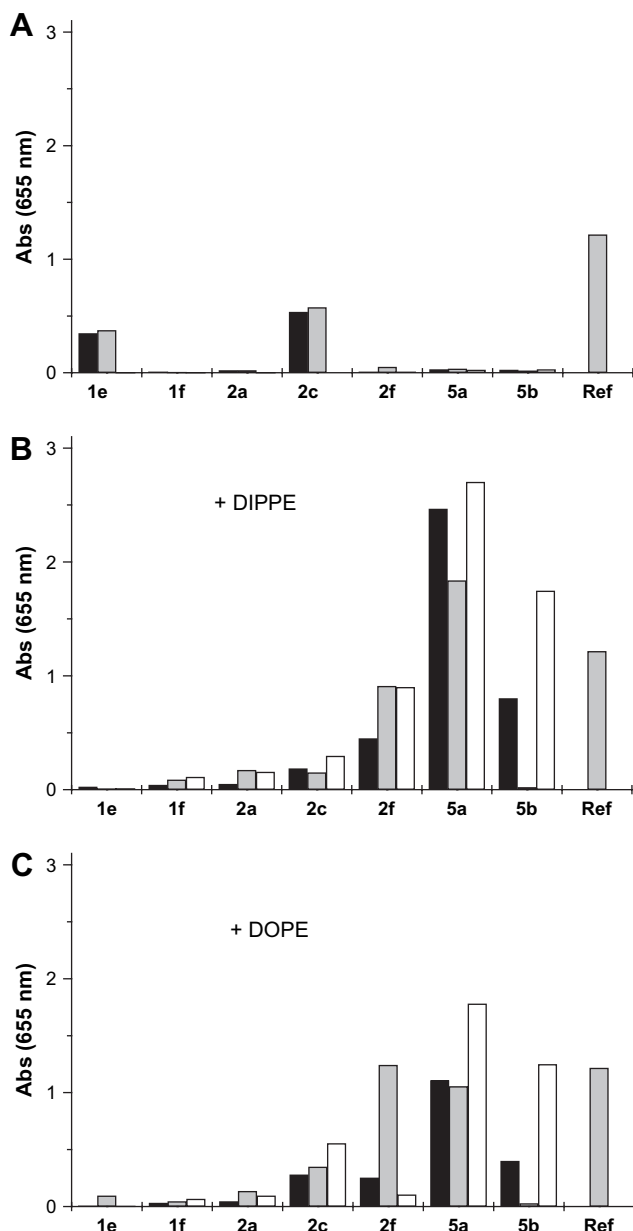 A
3
2
1
0
Abs (655 nm)
1e 1f 2a 2c 2f 5a 5b Ref
B
3
2
1
0
Abs (655 nm)
+ DIPPE
1e 1f 2a 2c 2f 5a 5b Ref
C
3
2
1
0
Abs (655 nm)
+ DOPE
1e 1f 2a 2c 2f 5a 5b Ref